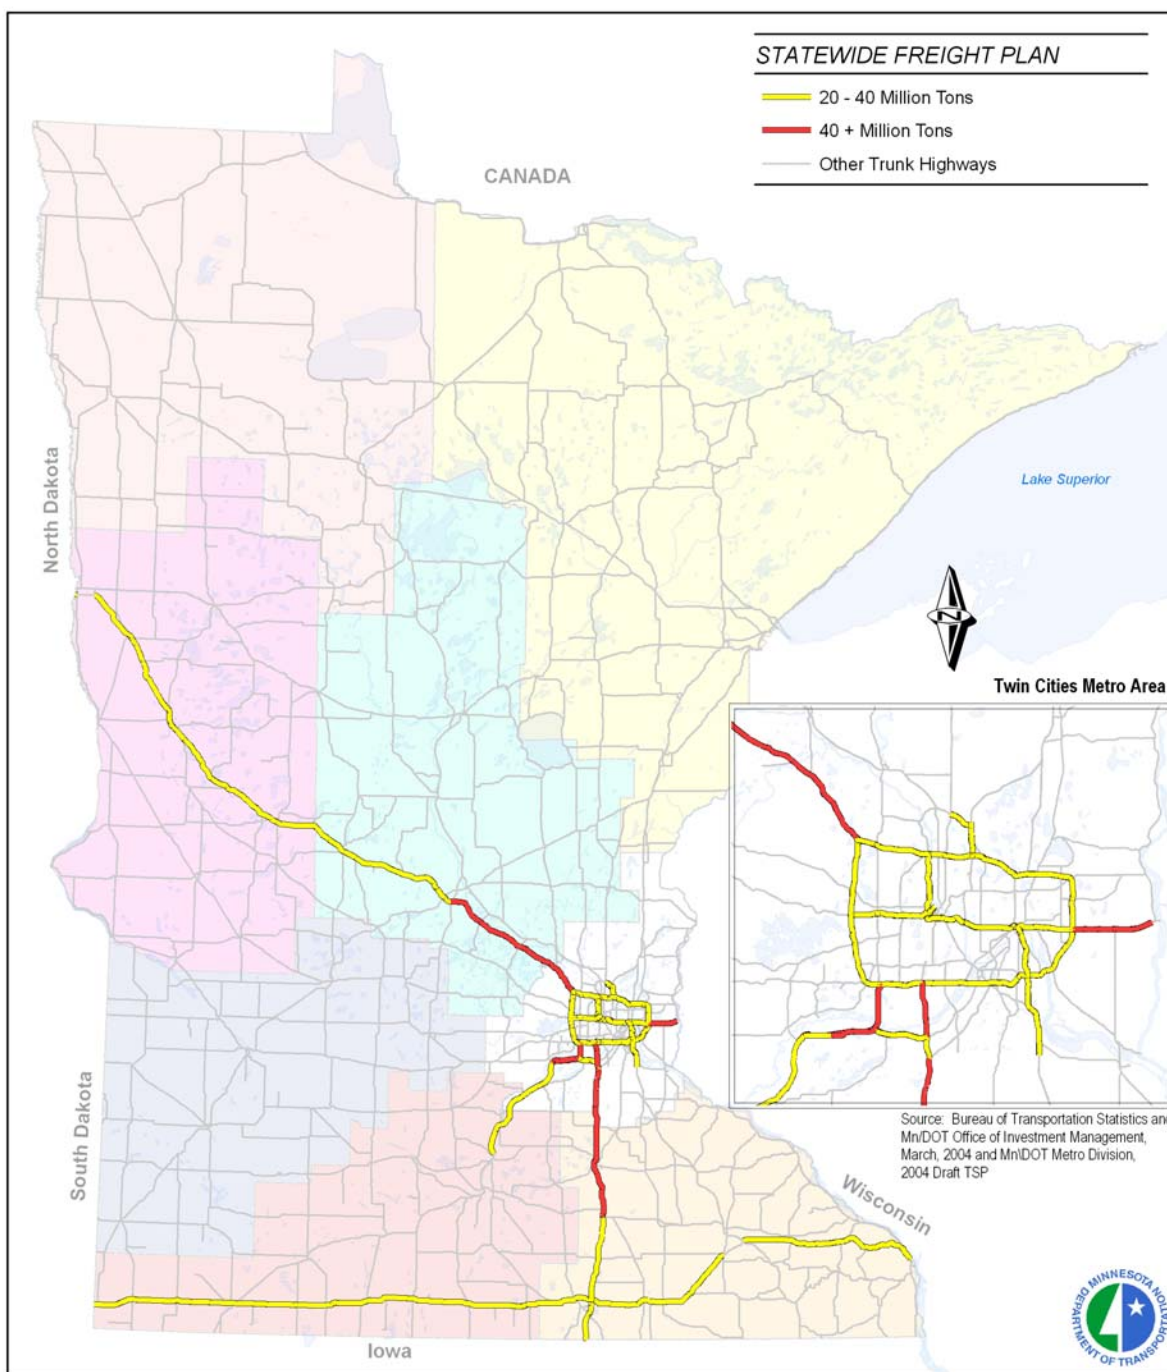 STATEWIDE FREIGHT PLAN
20 - 40 Million Tons
40 + Million Tons
Other Trunk Highways
CANADA
North Dakota
Lake Superior
N
Twin Cities Metro Area
South Dakota
Source: Bureau of Transportation Statistics and
Mn/DOT Office of Investment Management,
March, 2004 and Mn\DOT Metro Division,
2004 Draft TSP
Wisconsin
Iowa
MINNESOTA
DEPARTMENT OF TRANSPORTATION